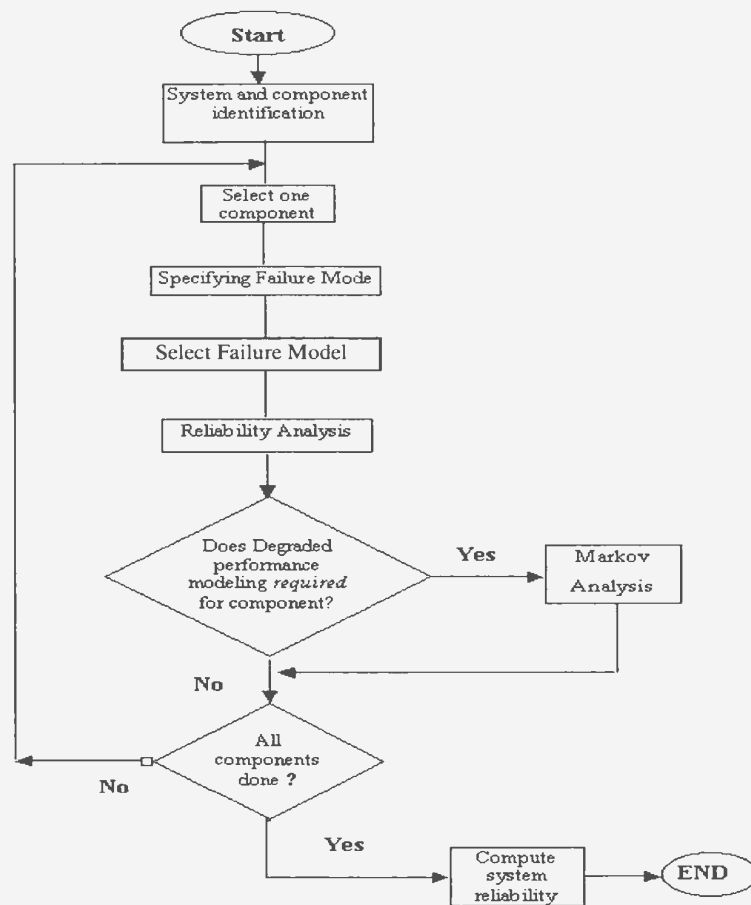 Start
System and component
identification
Select one
component
Specifying Failure Mode
Select Failure Model
Reliability Analysis
Does Degraded
performance
modeling required
for component?
Yes
Markov
Analysis
No
All
components
done ?
No
Yes
Compute
system
reliability
END